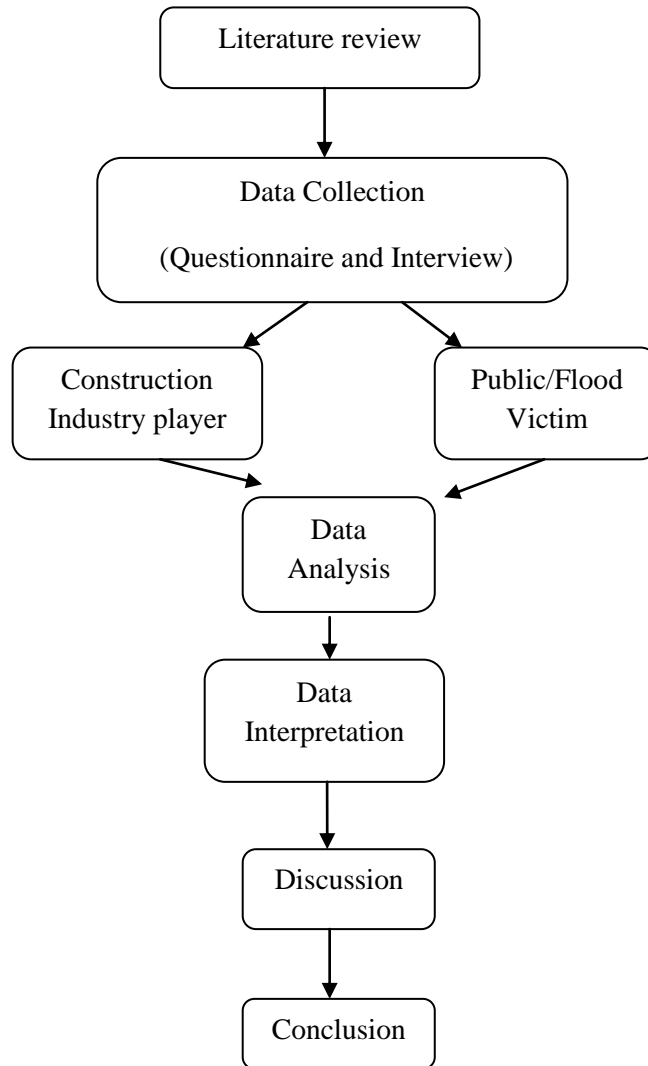 Literature review
Data Collection
(Questionnaire and Interview)
Construction
Industry player
Public/Flood
Victim
Data
Analysis
Data
Interpretation
Discussion
Conclusion